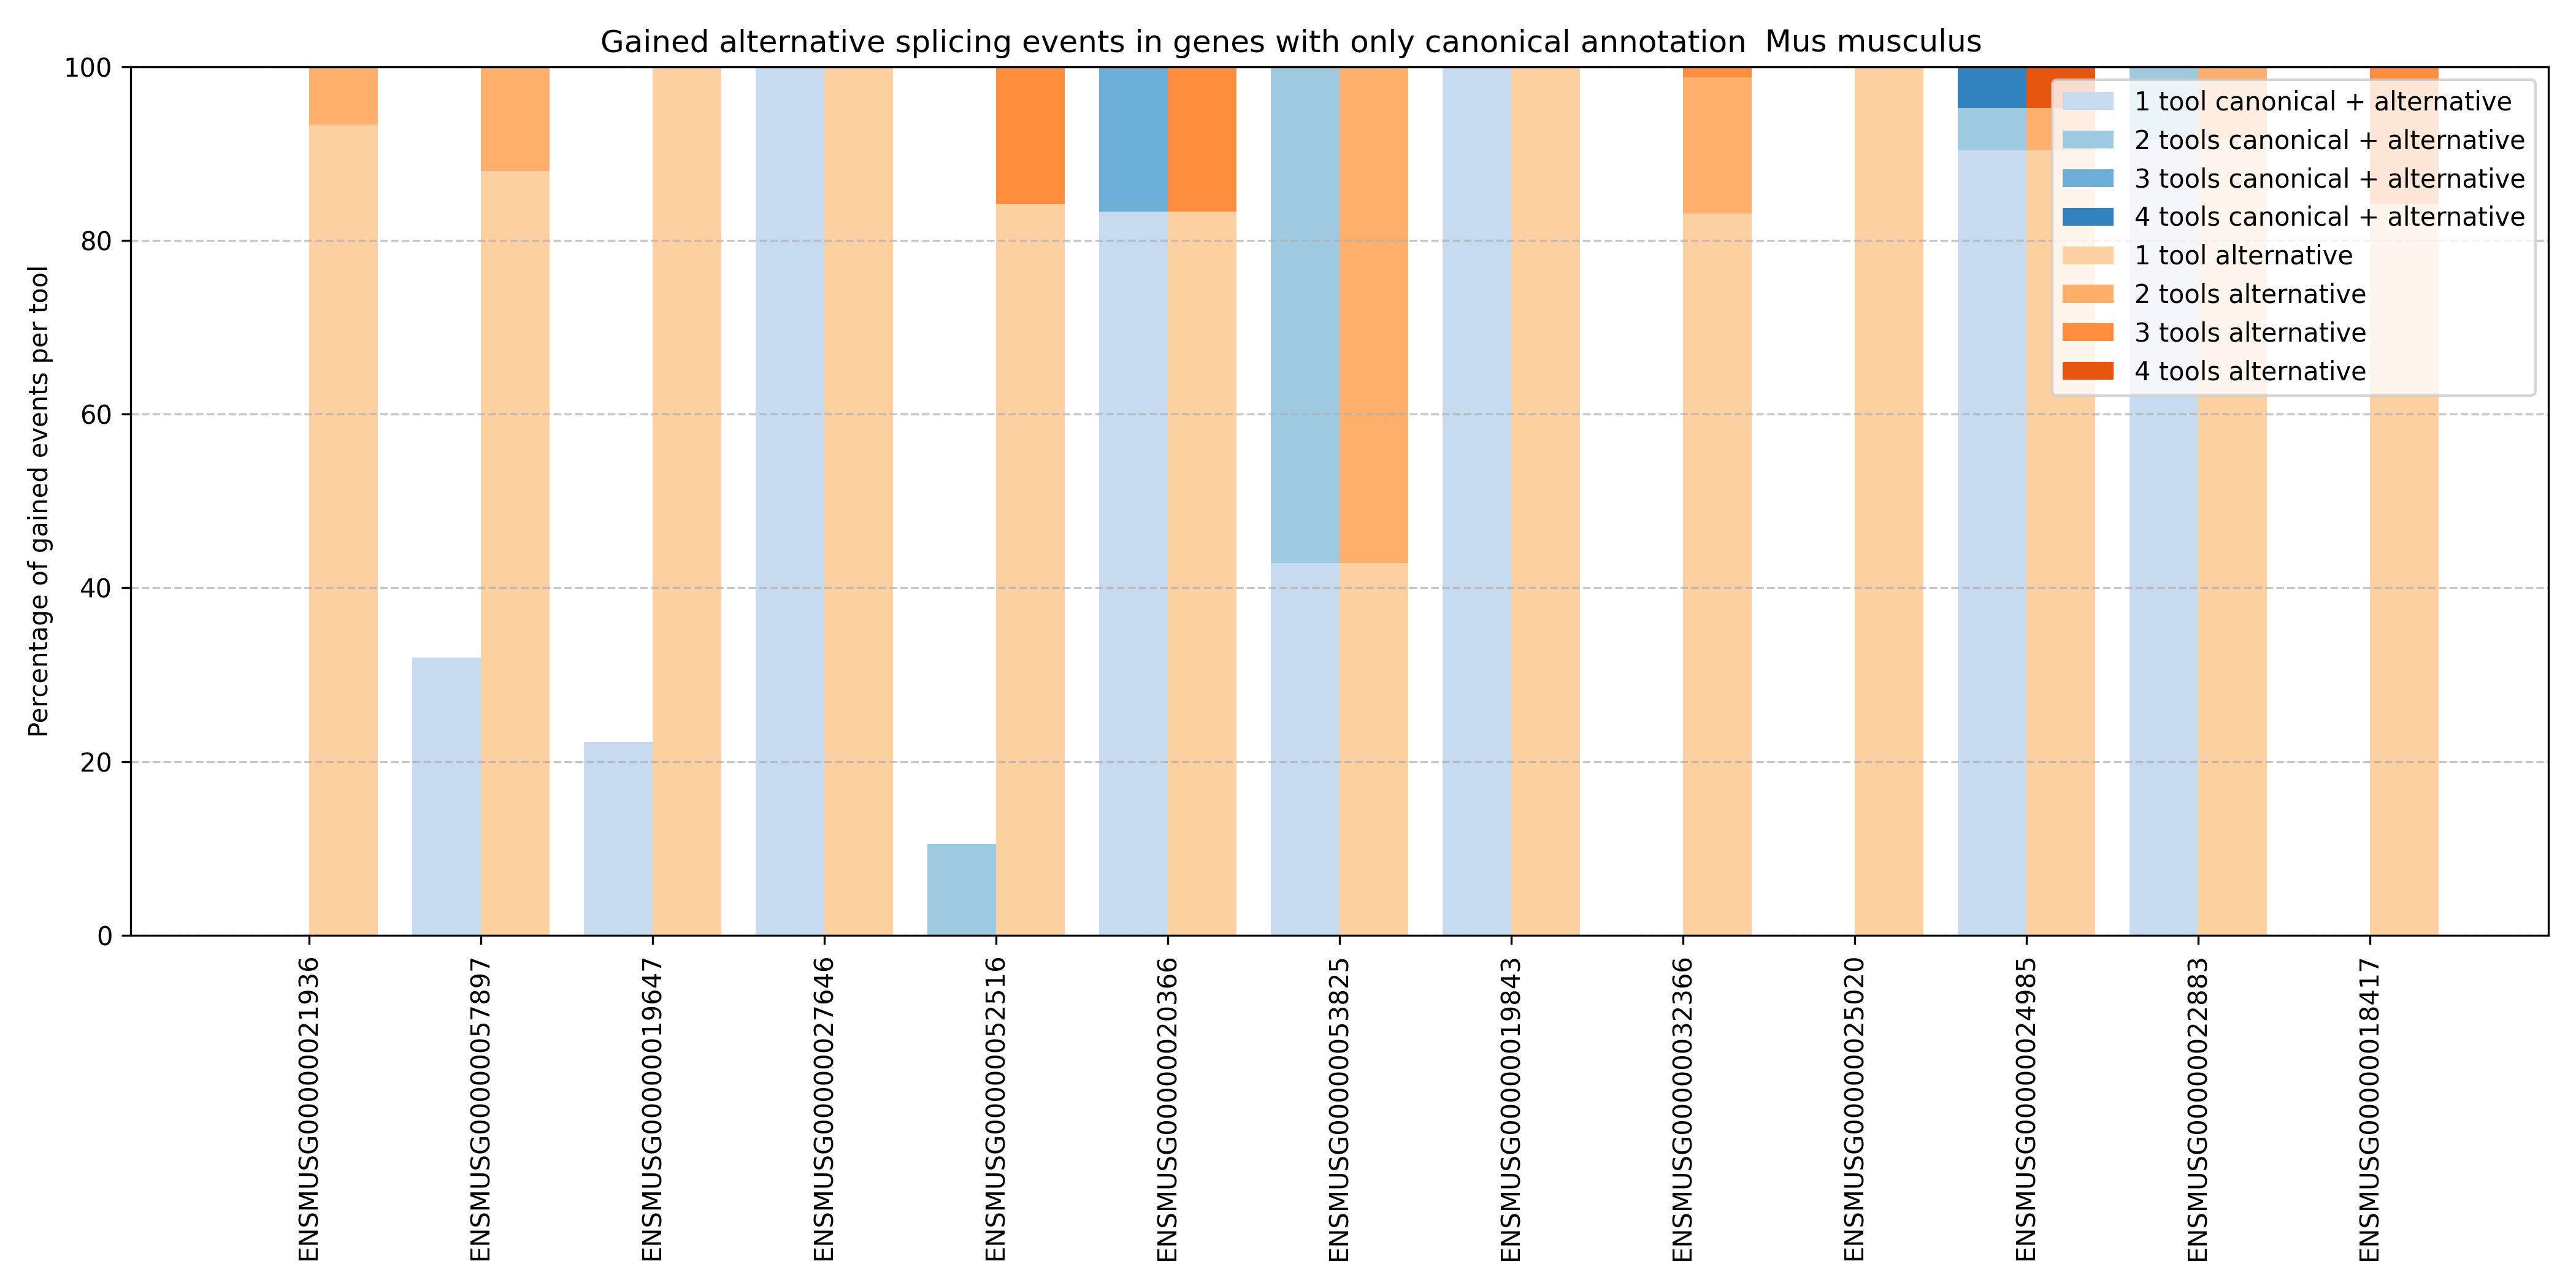 Gained alternative splicing events in genes with only canonical annotation Mus musculus
Percentage of gained events per tool
100
80
60
40
20
0
1 tool canonical + alternative
2 tools canonical + alternative
3 tools canonical + alternative
4 tools canonical + alternative
1 tool alternative
2 tools alternative
3 tools alternative
4 tools alternative
ENSMUSG00000021936
ENSMUSG00000057897
ENSMUSG00000019647
ENSMUSG00000027646
ENSMUSG00000052516
ENSMUSG00000020366
ENSMUSG00000053825
ENSMUSG00000019843
ENSMUSG00000032366
ENSMUSG00000025020
ENSMUSG00000024985
ENSMUSG00000022883
ENSMUSG00000018417